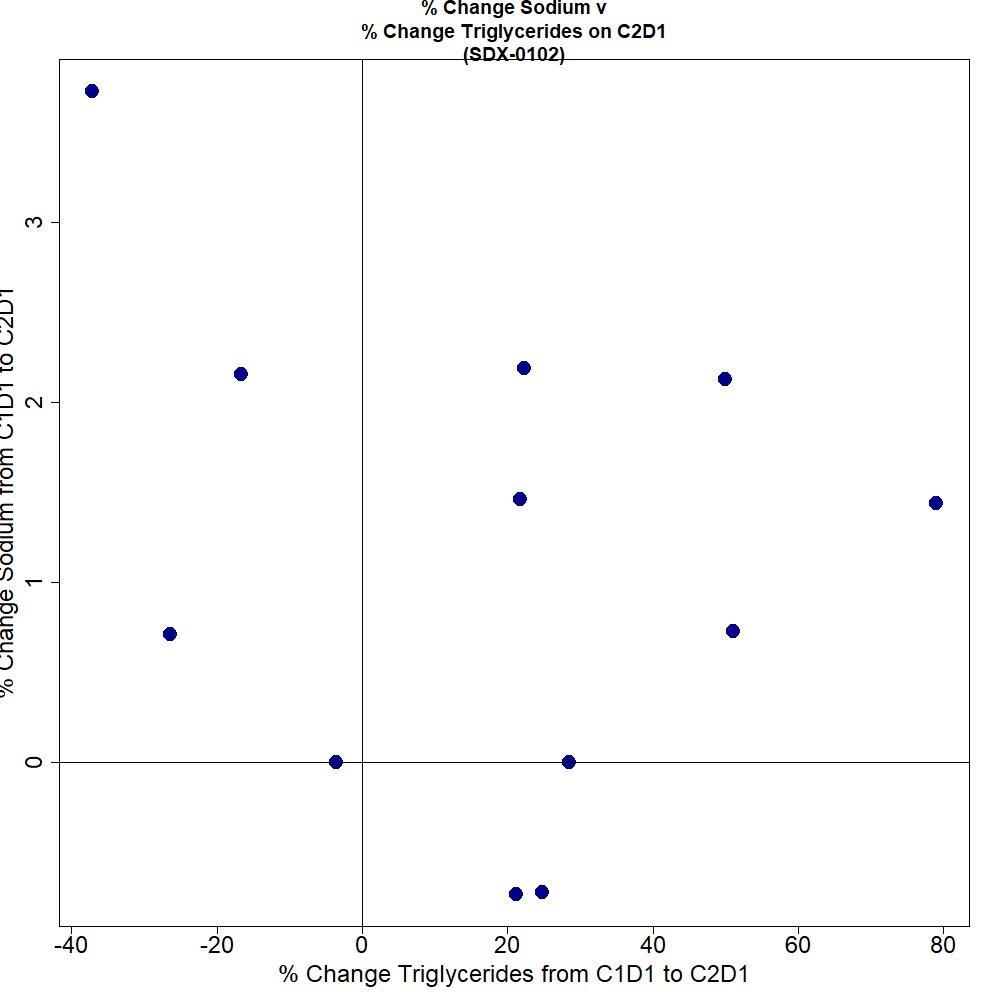 % Change Sodium v
% Change Triglycerides on C2D1
(SDX-0102)
% Change Sodium from C1D1 to C2D1
3
2
1
0
-40 -20 0 20 40 60 80
% Change Triglycerides from C1D1 to C2D1